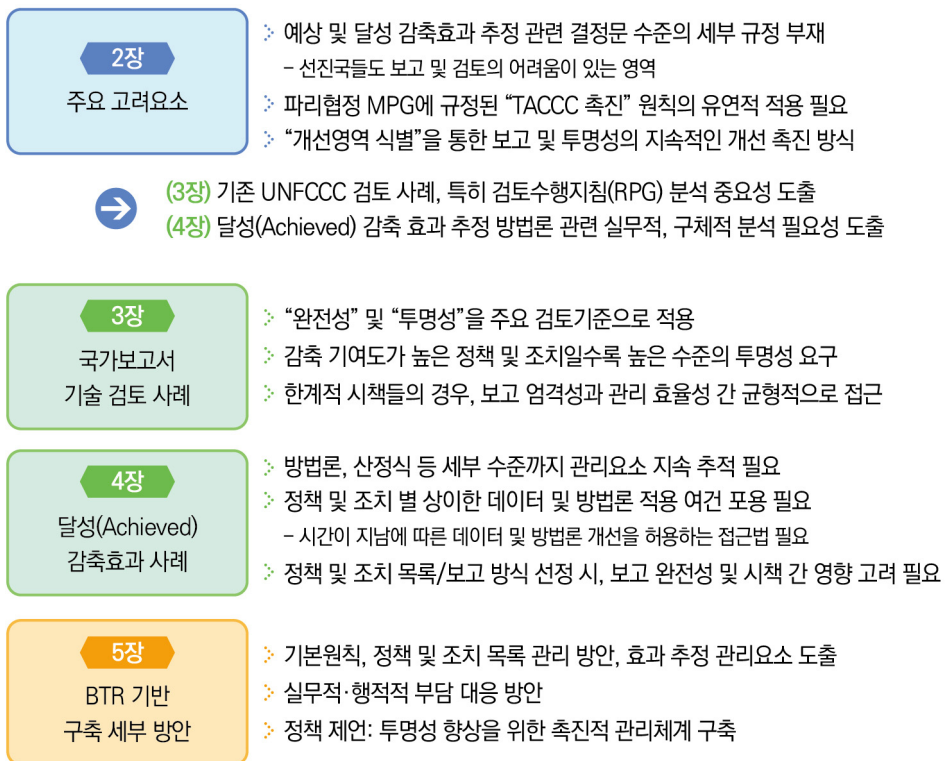 2장
주요 고려요소
예상 및 달성 감축효과 추정 관련 결정문 수준의 세부 규정 부재
– 선진국들도 보고 및 검토의 어려움이 있는 영역
파리협정 MPG에 규정된 “TACCC 촉진” 원칙의 유연적 적용 필요
“개선영역 식별”을 통한 보고 및 투명성의 지속적인 개선 촉진 방식
(3장) 기존 UNFCCC 검토 사례, 특히 검토수행지침(RPG) 분석 중요성 도출
(4장) 달성(Achieved) 감축 효과 추정 방법론 관련 실무적, 구체적 분석 필요성 도출
3장
국가보고서
기술 검토 사례
“완전성” 및 “투명성”을 주요 검토기준으로 적용
감축 기여도가 높은 정책 및 조치일수록 높은 수준의 투명성 요구
한계적 시책들의 경우, 보고 엄격성과 관리 효율성 간 균형적으로 접근
4장
달성(Achieved)
감축효과 사례
방법론, 산정식 등 세부 수준까지 관리요소 지속 추적 필요
정책 및 조치 별 상이한 데이터 및 방법론 적용 여건 포용 필요
– 시간이 지남에 따른 데이터 및 방법론 개선을 허용하는 접근법 필요
정책 및 조치 목록/보고 방식 선정 시, 보고 완전성 및 시책 간 영향 고려 필요
5장
BTR 기반
구축 세부 방안
기본원칙, 정책 및 조치 목록 관리 방안, 효과 추정 관리요소 도출
실무적·행적적 부담 대응 방안
정책 제언: 투명성 향상을 위한 촉진적 관리체계 구축